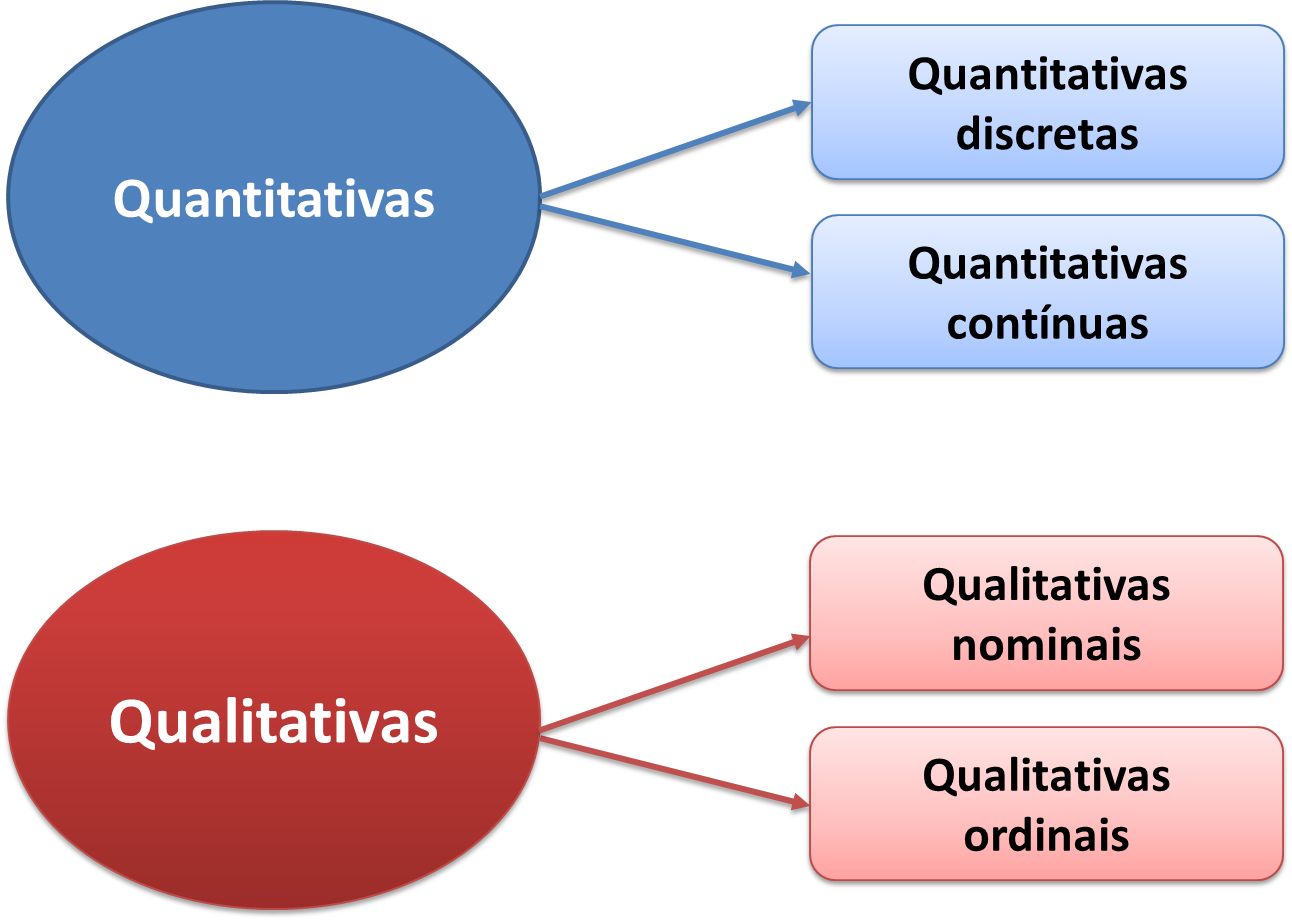 Quantitativas
Quantitativas
discretas
Quantitativas
contínuas
Qualitativas
Qualitativas
nominais
Qualitativas
ordinais